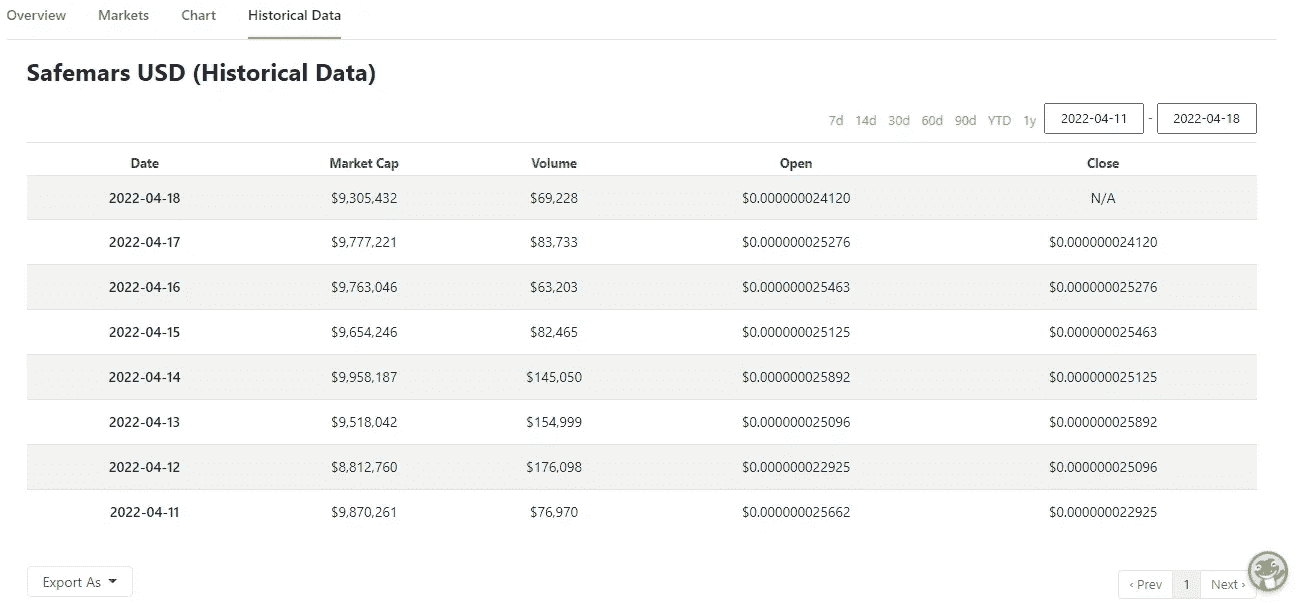 Overview Markets Chart Historical Data
Safemars USD (Historical Data)
7d 14d 30d 60d 90d YTD 1y 2022-04-11 - 2022-04-18
Date Market Cap Volume Open Close
2022-04-18 $9,305,432 $69,228 $0.000000024120 N/A
2022-04-17 $9,777,221 $83,733 $0.000000025276 $0.000000024120
2022-04-16 $9,763,046 $63,203 $0.000000025463 $0.000000025276
2022-04-15 $9,654,246 $82,465 $0.000000025125 $0.000000025463
2022-04-14 $9,958,187 $145,050 $0.000000025892 $0.000000025125
2022-04-13 $9,518,042 $154,999 $0.000000025096 $0.000000025892
2022-04-12 $8,812,760 $176,098 $0.000000022925 $0.000000025096
2022-04-11 $9,870,261 $76,970 $0.000000025662 $0.000000022925
Export As
‹ Prev 1 Next ›